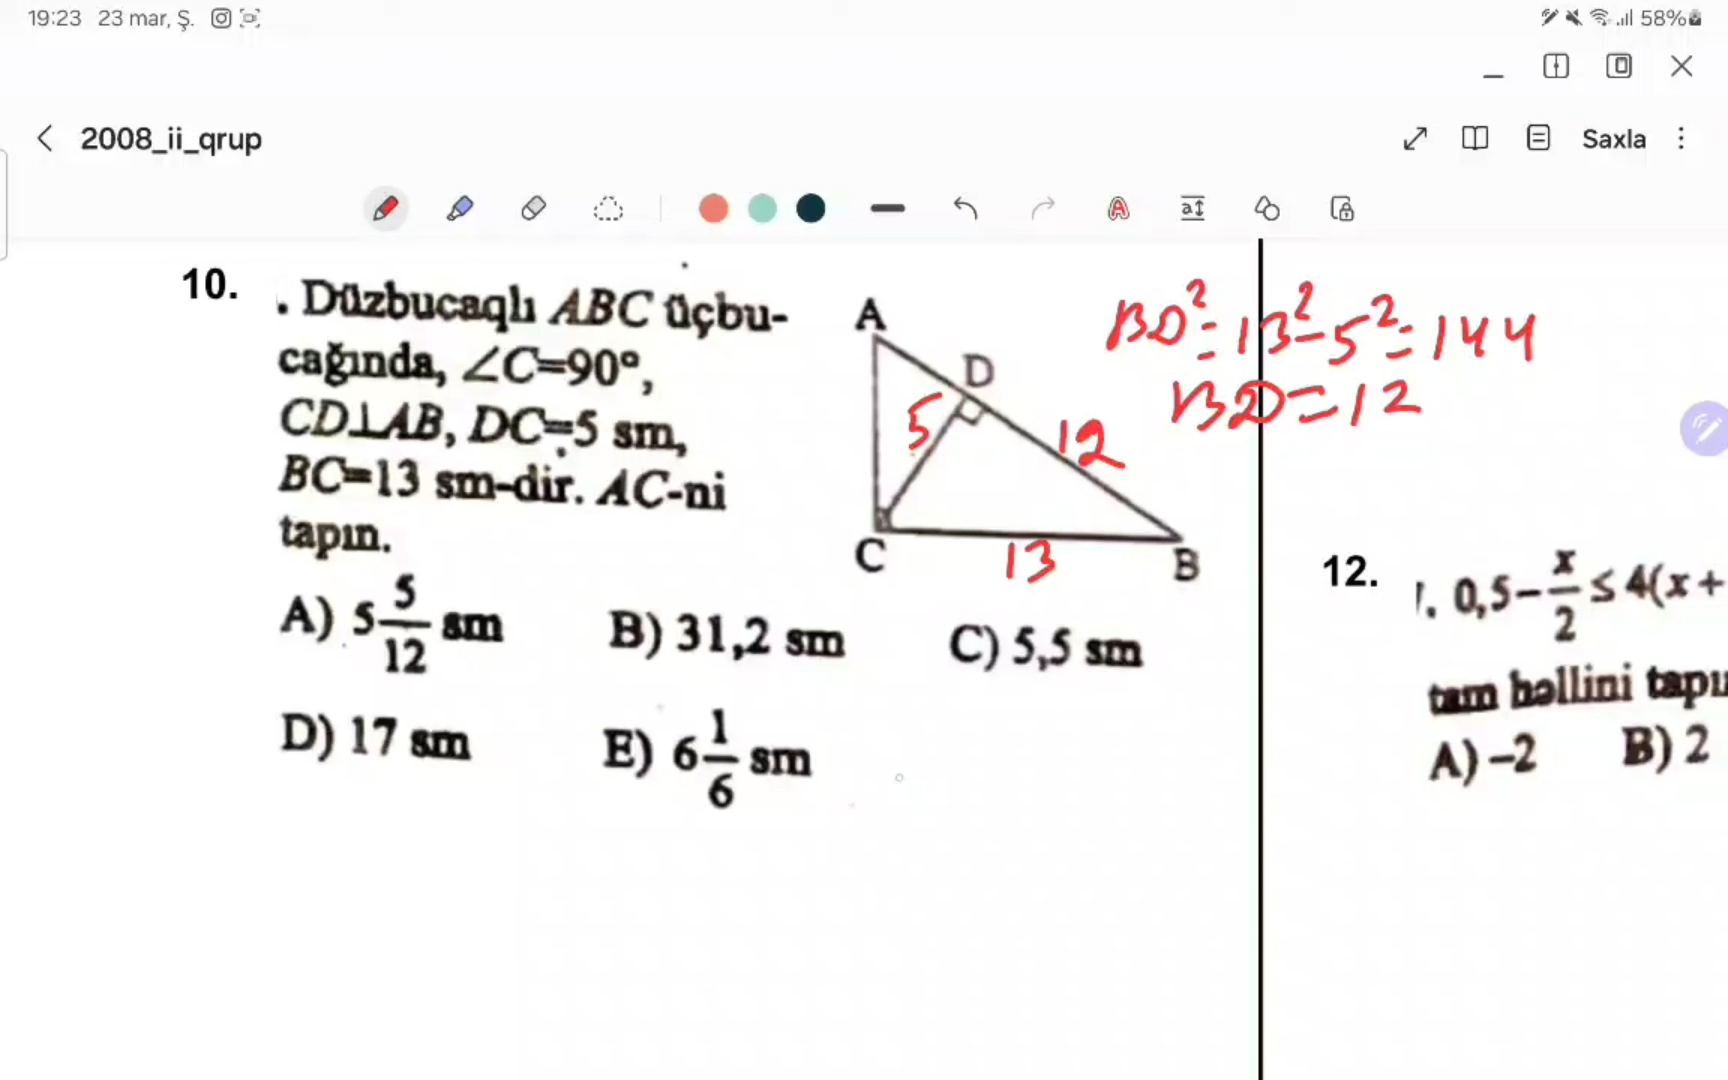 19:23 23 mar, Ş. 58%
2008_ii_qrup Saxla
10. . Düzbucaqlı ABC üçbu-
cağında, ∠C=90°,
CD⊥AB, DC=5 sm,
BC=13 sm-dir. AC-ni
tapın.
A) 5 5/12 sm B) 31,2 sm C) 5,5 sm
D) 17 sm E) 6 1/6 sm
A
D
5
12
C
13
B
BD²=13²-5²=144
BD=12
12. . 0,5-x/2≤4(x+
tam həllini tapı
A) -2 B) 2